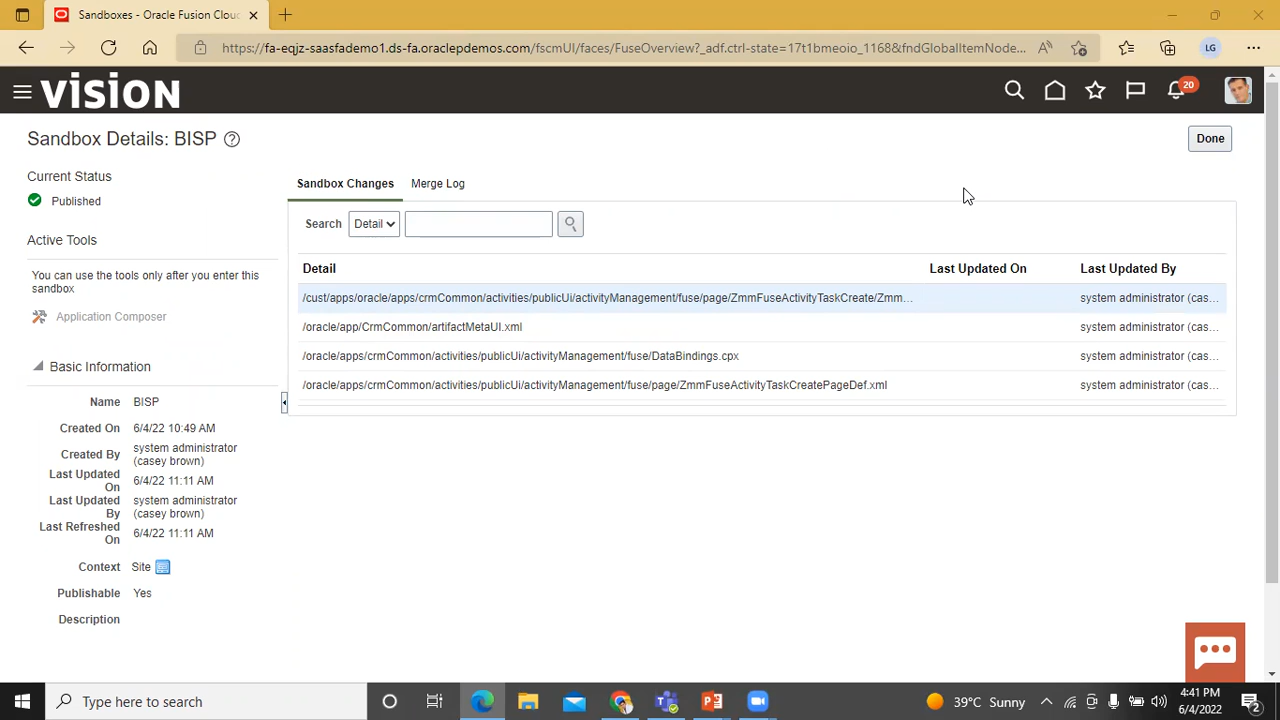 Sandboxes - Oracle Fusion Clou
https://fa-eqjz-saasfademo1.ds-fa.oraclepdemos.com/fscmUI/faces/FuseOverview?_adf.ctrl-state=17t1bmeoio_1168&fndGlobalItemNode...
LG
vision
20
Sandbox Details: BISP
Done
Current Status
Published
Active Tools
You can use the tools only after you enter this
sandbox
Application Composer
Basic Information
Name BISP
Created On 6/4/22 10:49 AM
Created By system administrator
(casey brown)
Last Updated
On 6/4/22 11:11 AM
Last Updated
By system administrator
(casey brown)
Last Refreshed
On 6/4/22 11:11 AM
Context Site
Publishable Yes
Description
Sandbox Changes Merge Log
Search Detail
Detail Last Updated On Last Updated By
/cust/apps/oracle/apps/crmCommon/activities/publicUi/activityManagement/fuse/page/ZmmFuseActivityTaskCreate/Zmm... system administrator (cas...
/oracle/app/CrmCommon/artifactMetaUI.xml system administrator (cas...
/oracle/apps/crmCommon/activities/publicUi/activityManagement/fuse/DataBindings.cpx system administrator (cas...
/oracle/apps/crmCommon/activities/publicUi/activityManagement/fuse/page/ZmmFuseActivityTaskCreatePageDef.xml system administrator (cas...
Type here to search
39°C Sunny
4:41 PM
6/4/2022
2